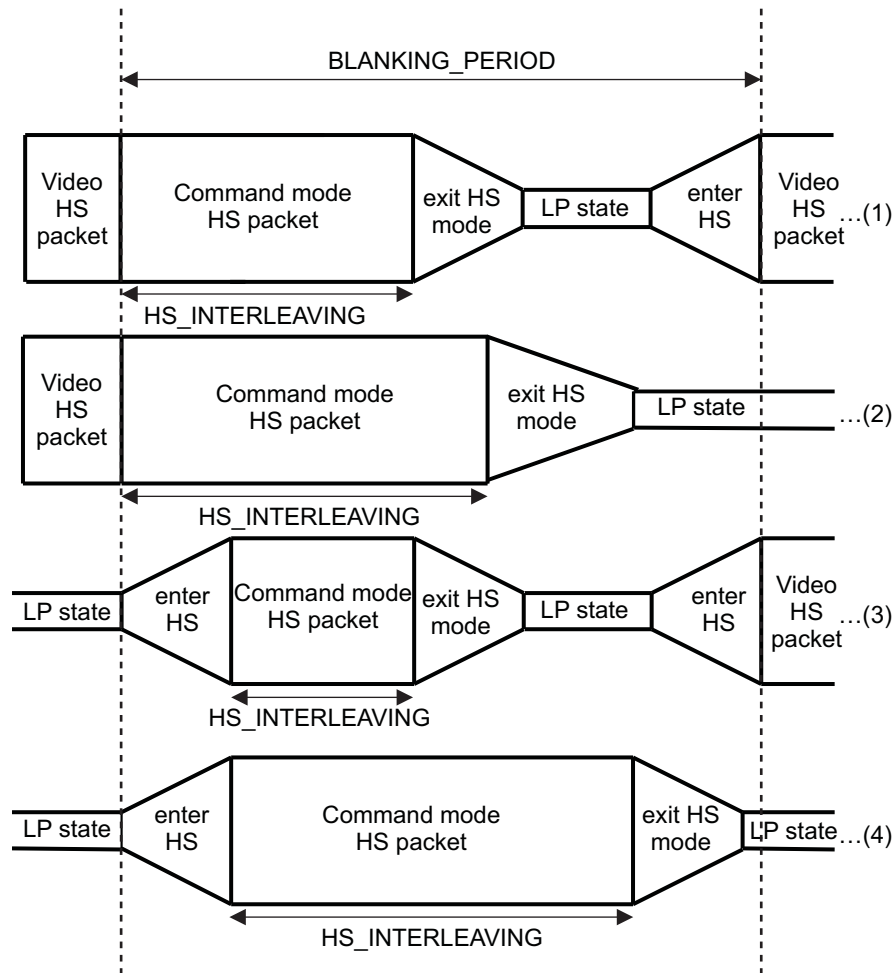 BLANKING_PERIOD
Video
HS
packet
Command mode
HS packet
exit HS
mode
LP state
enter
HS
Video
HS
packet
...(1)
HS_INTERLEAVING
Video
HS
packet
Command mode
HS packet
exit HS
mode
LP state
...(2)
HS_INTERLEAVING
LP state
enter
HS
Command mode
HS packet
exit HS
mode
LP state
enter
HS
Video
HS
packet
...(3)
HS_INTERLEAVING
LP state
enter
HS
Command mode
HS packet
exit HS
mode
LP state
...(4)
HS_INTERLEAVING